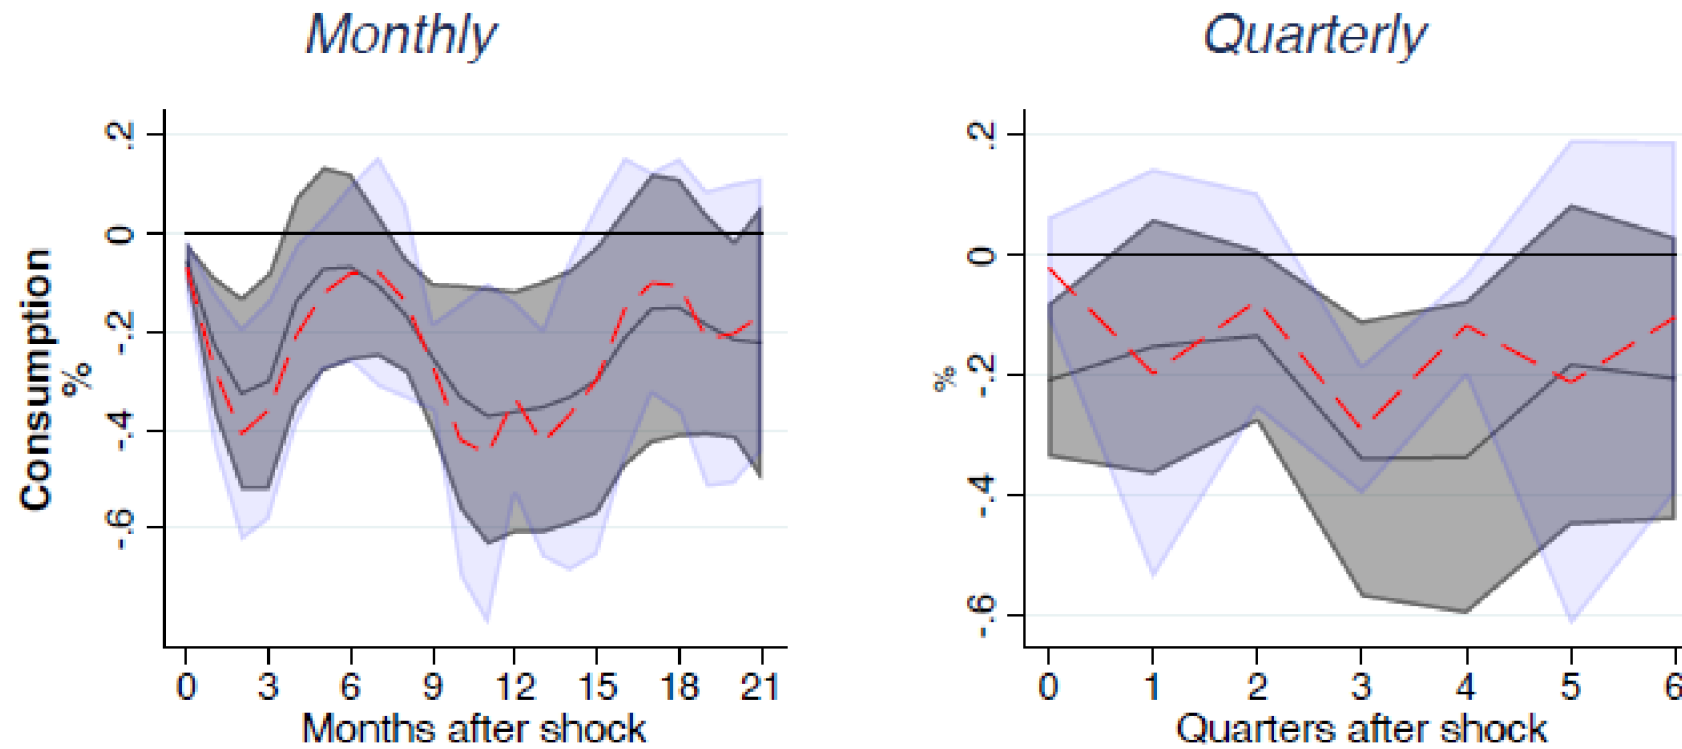 Monthly
Quarterly
Consumption
%
.2
0
-.2
-.4
-.6
0 3 6 9 12 15 18 21
Months after shock
%
.2
0
-.2
-.4
-.6
0 1 2 3 4 5 6
Quarters after shock